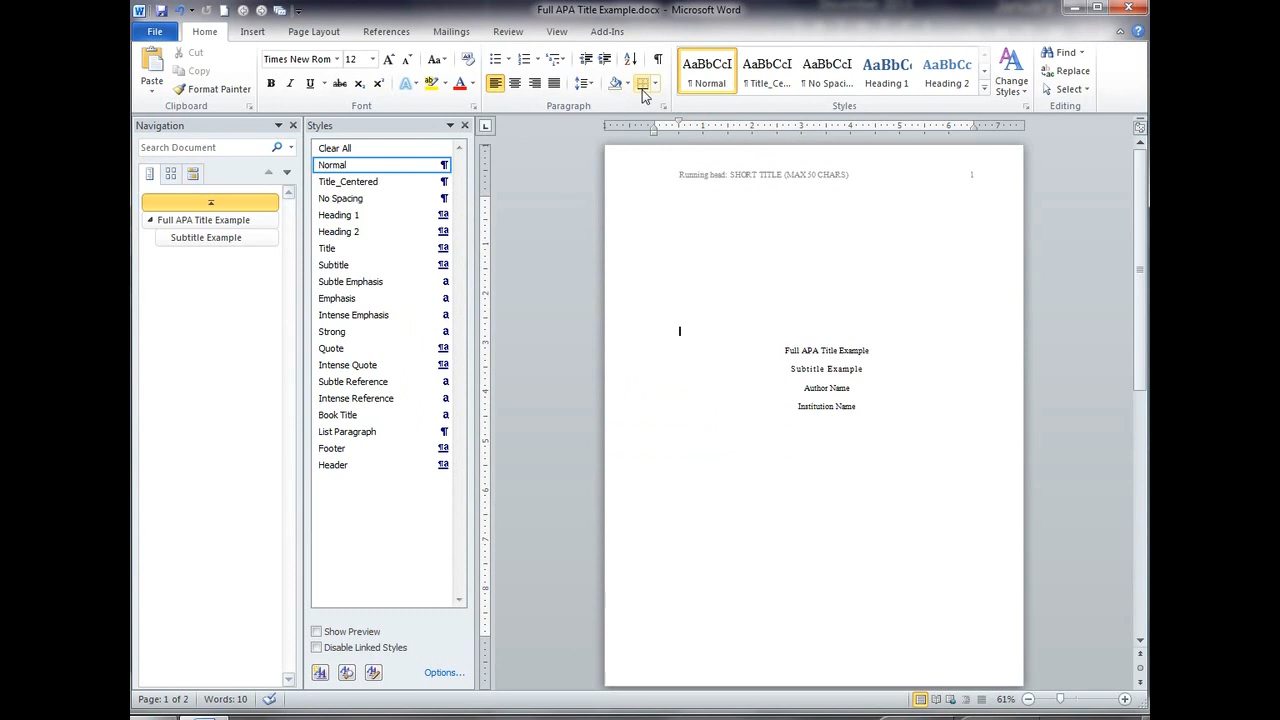 Full APA Title Example.docx - Microsoft Word
File Home Insert Page Layout References Mailings Review View Add-Ins
Paste
Cut
Copy
Format Painter
Clipboard
Times New Rom 12
Font
Paragraph
AaBbCcI AaBbCcI AaBbCcI AaBbC AaBbCc
¶ Normal ¶ Title_Ce... ¶ No Spaci... Heading 1 Heading 2
Change
Styles
Styles
Find
Replace
Select
Editing
Navigation
Search Document
Full APA Title Example
Subtitle Example
Styles
Clear All
Normal
Title_Centered
No Spacing
Heading 1
Heading 2
Title
Subtitle
Subtle Emphasis
Emphasis
Intense Emphasis
Strong
Quote
Intense Quote
Subtle Reference
Intense Reference
Book Title
List Paragraph
Footer
Header
Show Preview
Disable Linked Styles
Options...
Running head: SHORT TITLE (MAX 50 CHARS) 1
Full APA Title Example
Subtitle Example
Author Name
Institution Name
Page: 1 of 2 Words: 10 61%